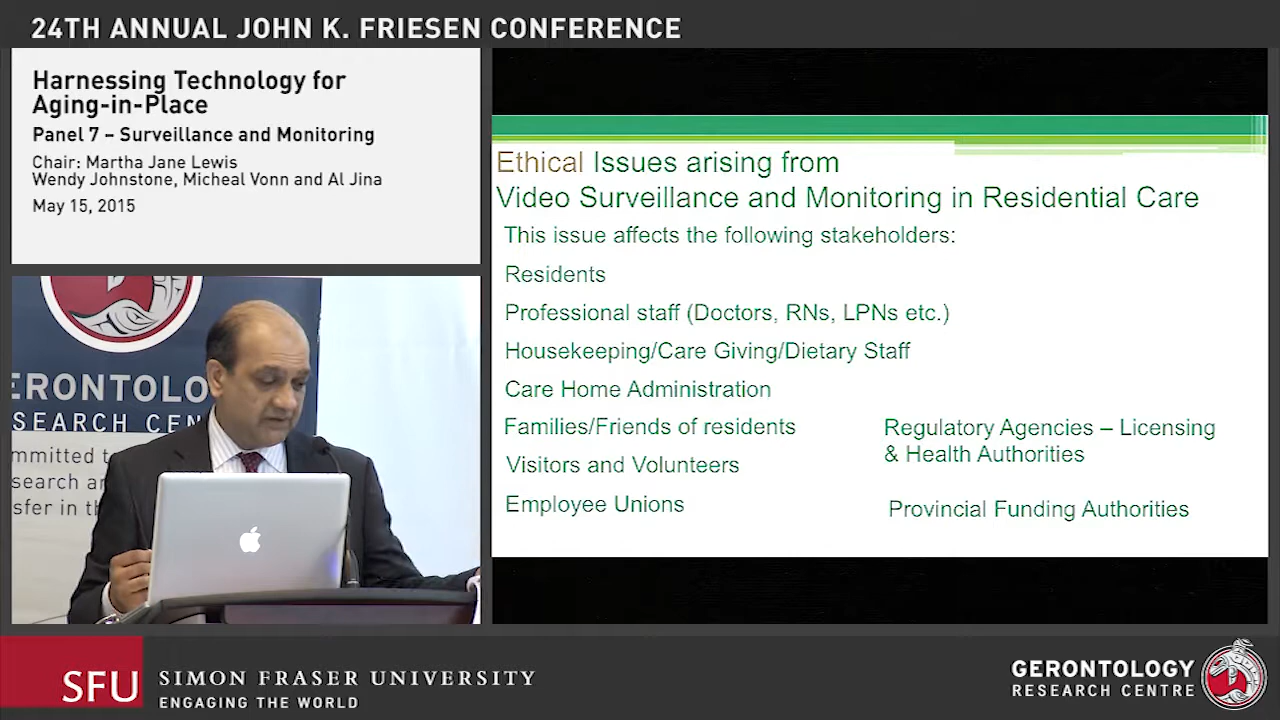 24TH ANNUAL JOHN K. FRIESEN CONFERENCE
Harnessing Technology for
Aging-in-Place
Panel 7 – Surveillance and Monitoring
Chair: Martha Jane Lewis
Wendy Johnstone, Micheal Vonn and Al Jina
May 15, 2015
Ethical Issues arising from
Video Surveillance and Monitoring in Residential Care
This issue affects the following stakeholders:
Residents
Professional staff (Doctors, RNs, LPNs etc.)
Housekeeping/Care Giving/Dietary Staff
Care Home Administration
Families/Friends of residents
Visitors and Volunteers
Employee Unions
Regulatory Agencies – Licensing
& Health Authorities
Provincial Funding Authorities
ERONTOLO
SEARCH CEN
mmitted t
search ar
sfer in th
SFU
SIMON FRASER UNIVERSITY
ENGAGING THE WORLD
GERONTOLOGY
RESEARCH CENTRE